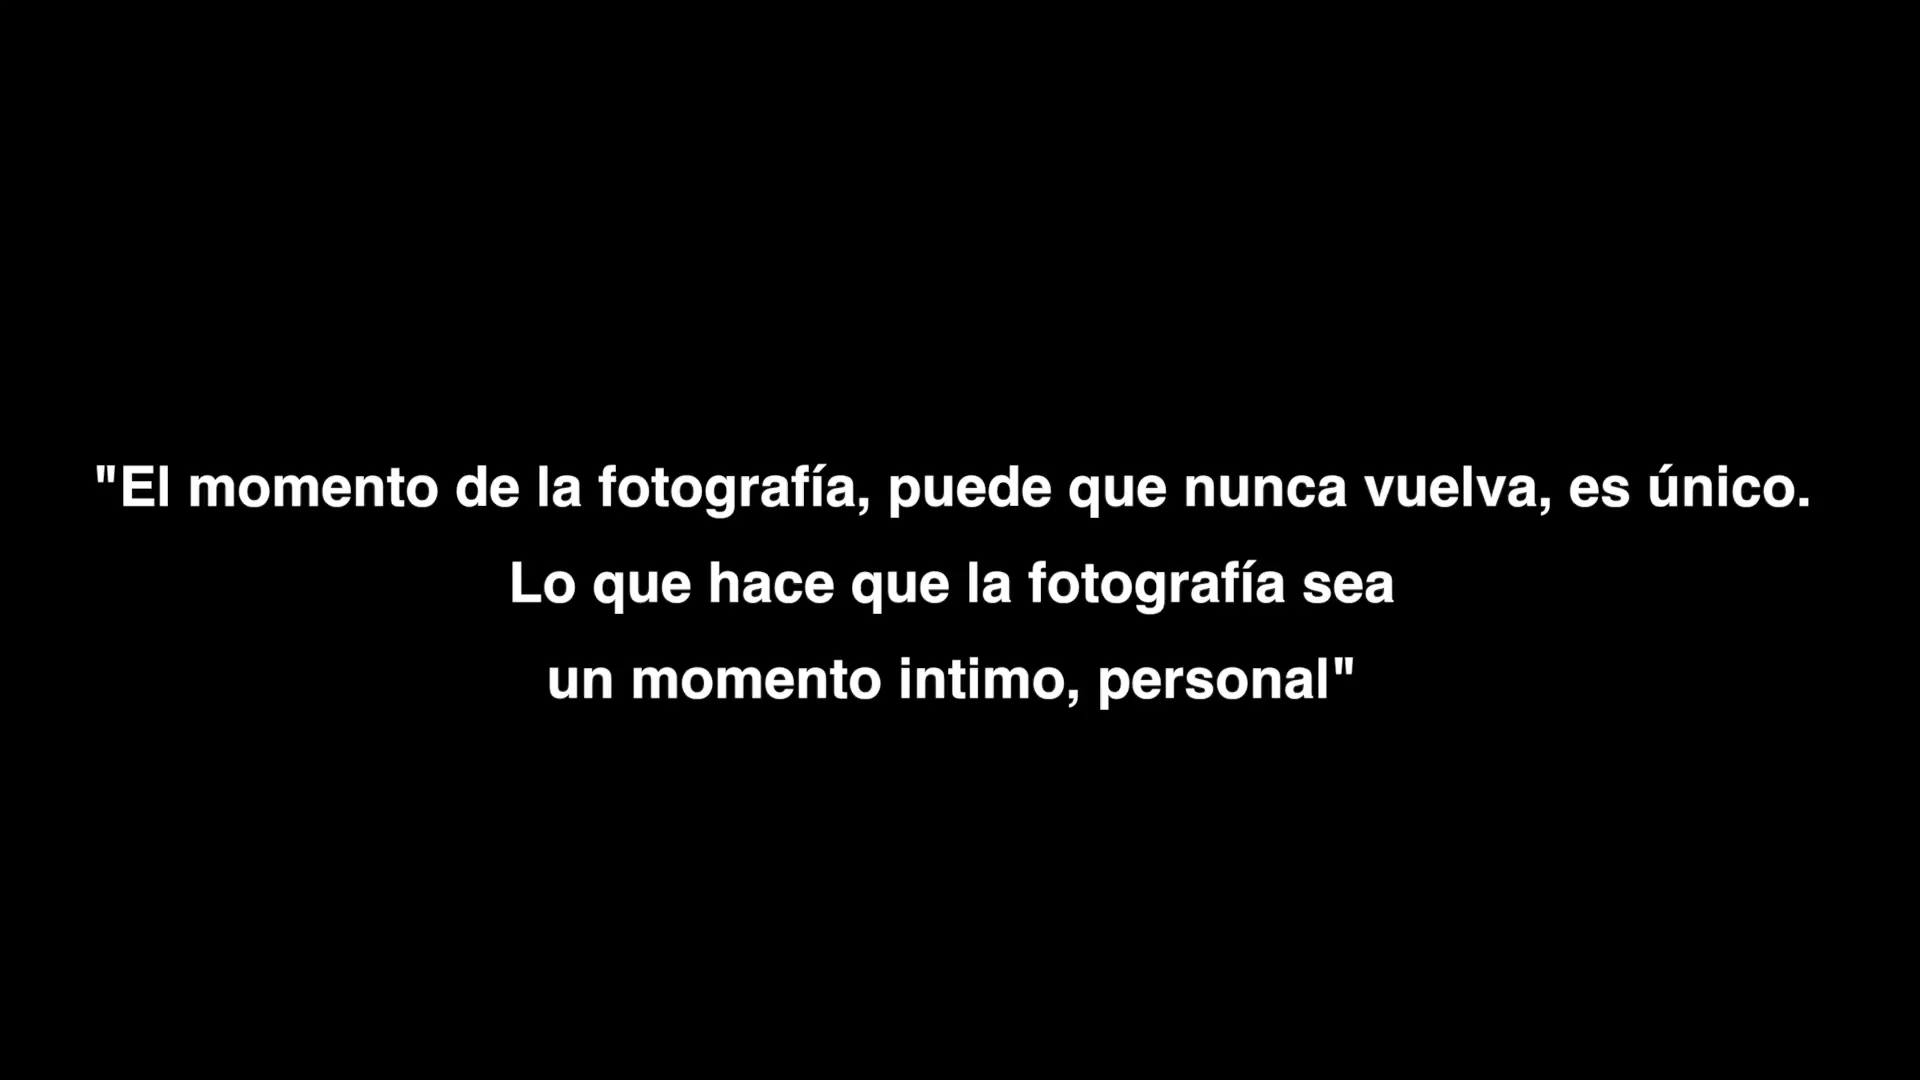 "El momento de la fotografía, puede que nunca vuelva, es único.
Lo que hace que la fotografía sea
un momento intimo, personal"